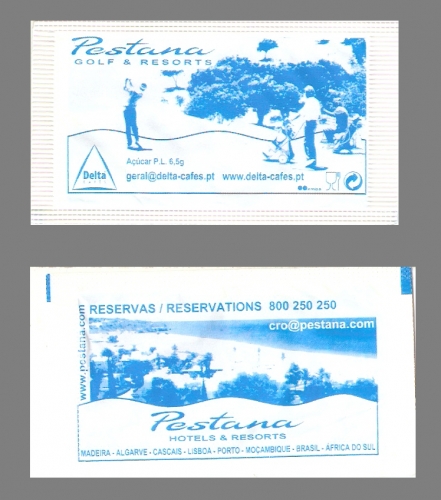 Pestana
GOLF & RESORTS
Delta
Açúcar P.L. 6,5g
geral@delta-cafes.pt www.delta-cafes.pt
RESERVAS / RESERVATIONS 800 250 250
cro@pestana.com
www.pestana.com
Pestana
HOTELS & RESORTS
MADEIRA - ALGARVE - CASCAIS - LISBOA - PORTO - MOÇAMBIQUE - BRASIL - ÁFRICA DO SUL